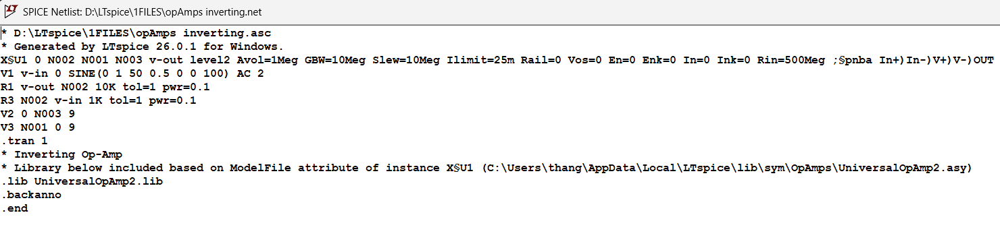 SPICE Netlist: D:\LTspice\1FILES\opAmps inverting.net
* D:\LTspice\1FILES\opAmps inverting.asc
* Generated by LTspice 26.0.1 for Windows.
X§U1 0 N002 N001 N003 v-out level2 Avol=1Meg GBW=10Meg Slew=10Meg Ilimit=25m Rail=0 Vos=0 En=0 Enk=0 In=0 Ink=0 Rin=500Meg ;§pnba In+)In-)V+)V-)OUT
V1 v-in 0 SINE(0 1 50 0.5 0 0 100) AC 2
R1 v-out N002 10K tol=1 pwr=0.1
R3 N002 v-in 1K tol=1 pwr=0.1
V2 0 N003 9
V3 N001 0 9
.tran 1
* Inverting Op-Amp
* Library below included based on ModelFile attribute of instance X§U1 (C:\Users\thang\AppData\Local\LTspice\lib\sym\OpAmps\UniversalOpAmp2.asy)
.lib UniversalOpAmp2.lib
.backanno
.end